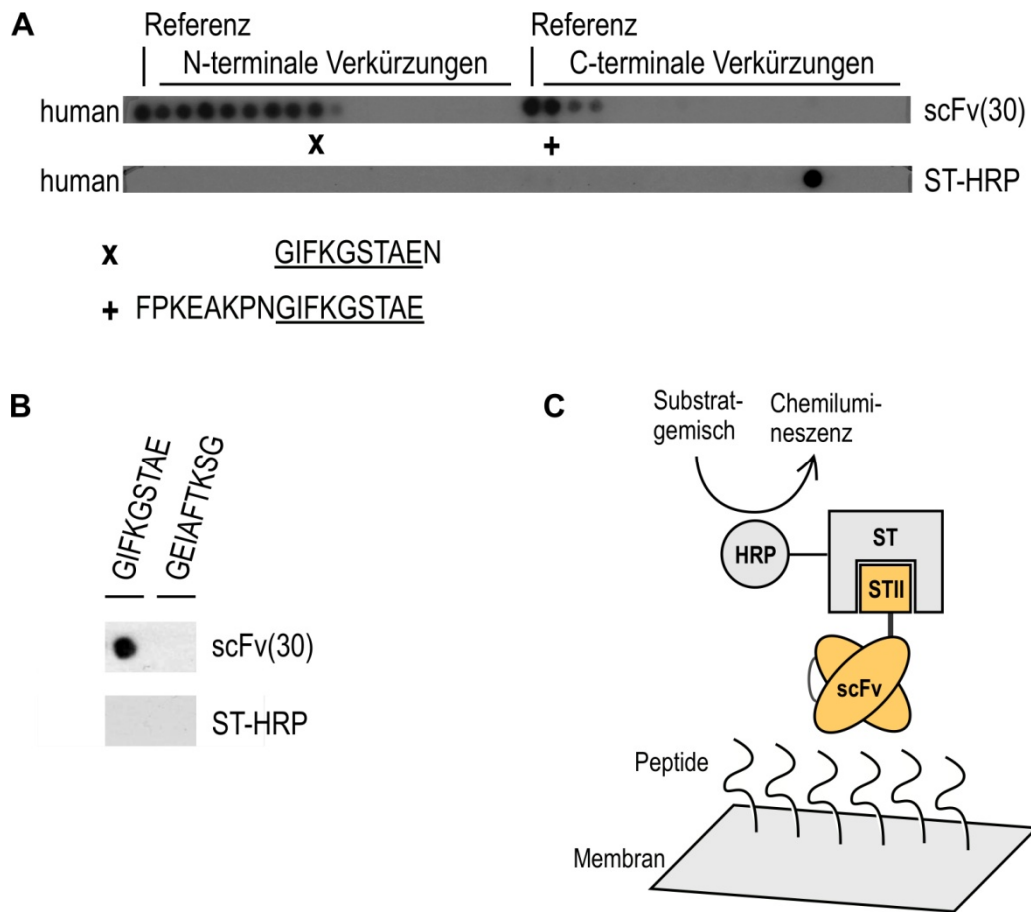 A
Referenz
Referenz
N-terminale Verkürzungen
C-terminale Verkürzungen
human
scFv(30)
x
+
human
ST-HRP
x GIFKGSTAEN
+ FPKEAKPNGIFKGSTAE
B
GIFKGSTAE
GEIAFTKSG
scFv(30)
ST-HRP
C
Substrat-
gemisch
Chemilumi-
neszenz
HRP
ST
STII
scFv
Peptide
Membran